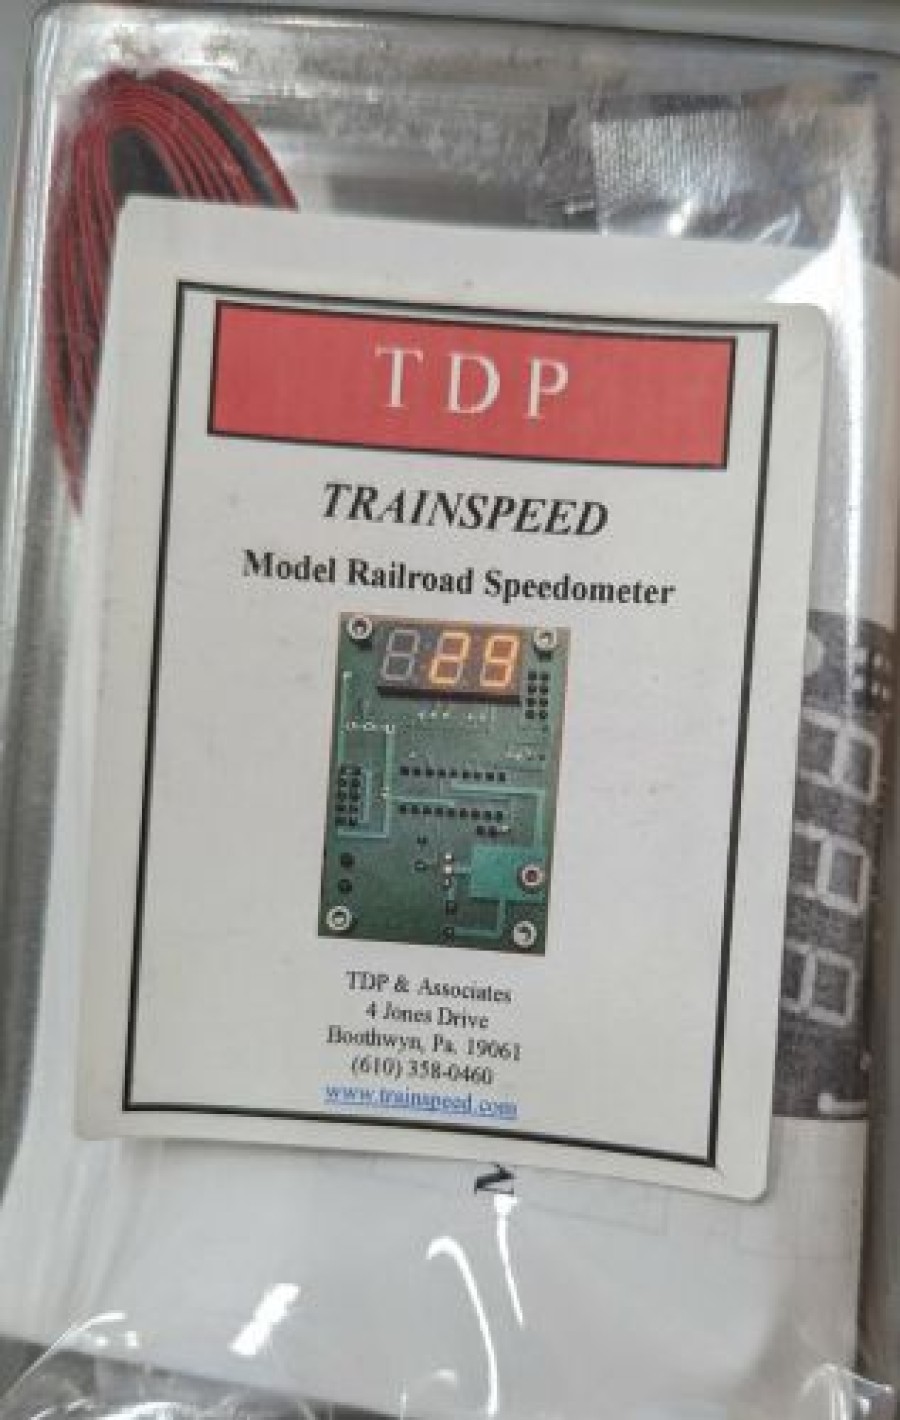 TDP
TRAINSPEED
Model Railroad Speedometer
29
TDP & Associates
4 Jones Drive
Boothwyn, Pa. 19061
(610) 358-0460
www.trainspeed.com